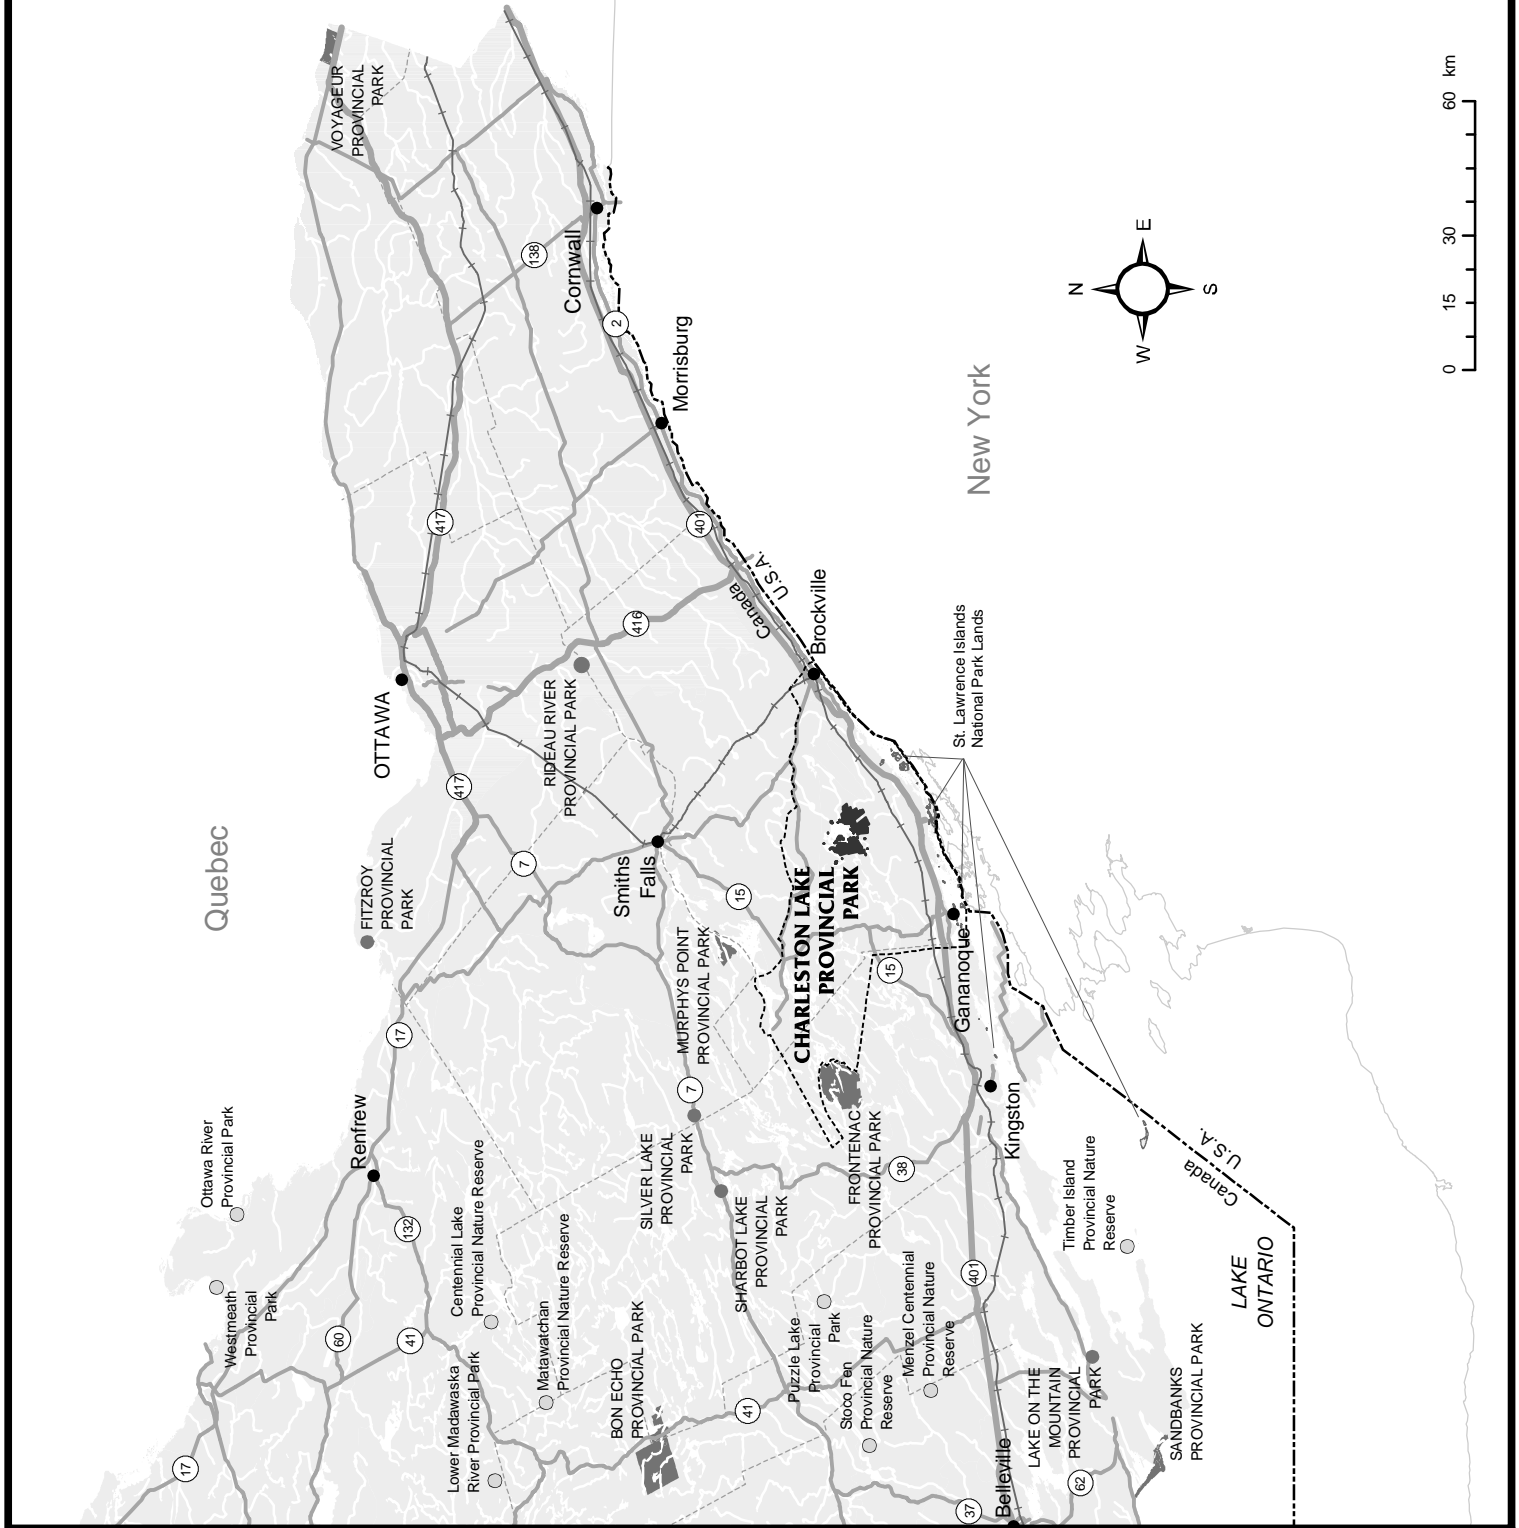 VOYAGEUR
PROVINCIAL
PARK
138
Cornwall
2
Morrisburg
417
401
416
Canada
U.S.A.
Brockville
New York
N
E
S
W
0
15
30
60
km
OTTAWA
RIDEAU RIVER
PROVINCIAL PARK
St. Lawrence Islands
National Park Lands
Quebec
417
7
FITZROY
PROVINCIAL
PARK
Smiths
Falls
15
CHARLESTON LAKE
PROVINCIAL
PARK
MURPHYS POINT
PROVINCIAL PARK
15
Gananoque
17
7
Ottawa River
Provincial Park
Renfrew
132
Westmeath
Provincial
Park
60
41
17
Centennial Lake
Provincial Nature Reserve
Matawatchan
Provincial Nature Reserve
Lower Madawaska
River Provincial Park
SILVER LAKE
PROVINCIAL
PARK
SHARBOT LAKE
PROVINCIAL
PARK
BON ECHO
PROVINCIAL PARK
41
FRONTENAC
PROVINCIAL PARK
38
Kingston
Puzzle Lake
Provincial
Park
Stoco Fen
Provincial Nature
Reserve
Menzel Centennial
Provincial Nature
Reserve
401
Timber Island
Provincial Nature
Reserve
LAKE ON THE
MOUNTAIN
PROVINCIAL
PARK
Belleville
37
62
SANDBANKS
PROVINCIAL PARK
Canada
U.S.A.
LAKE
ONTARIO